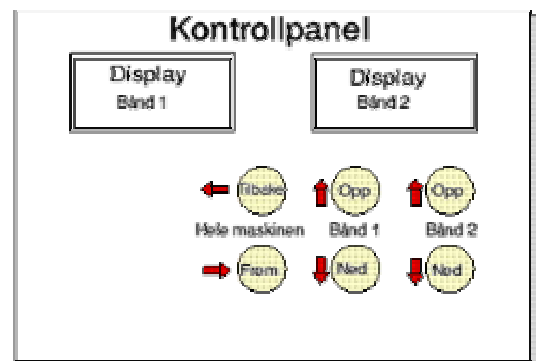 Kontrollpanel
Display Display
Bånd 1 Bånd 2
Tilbake Opp Opp
Hele maskinen Bånd 1 Bånd 2
Frem Ned Ned